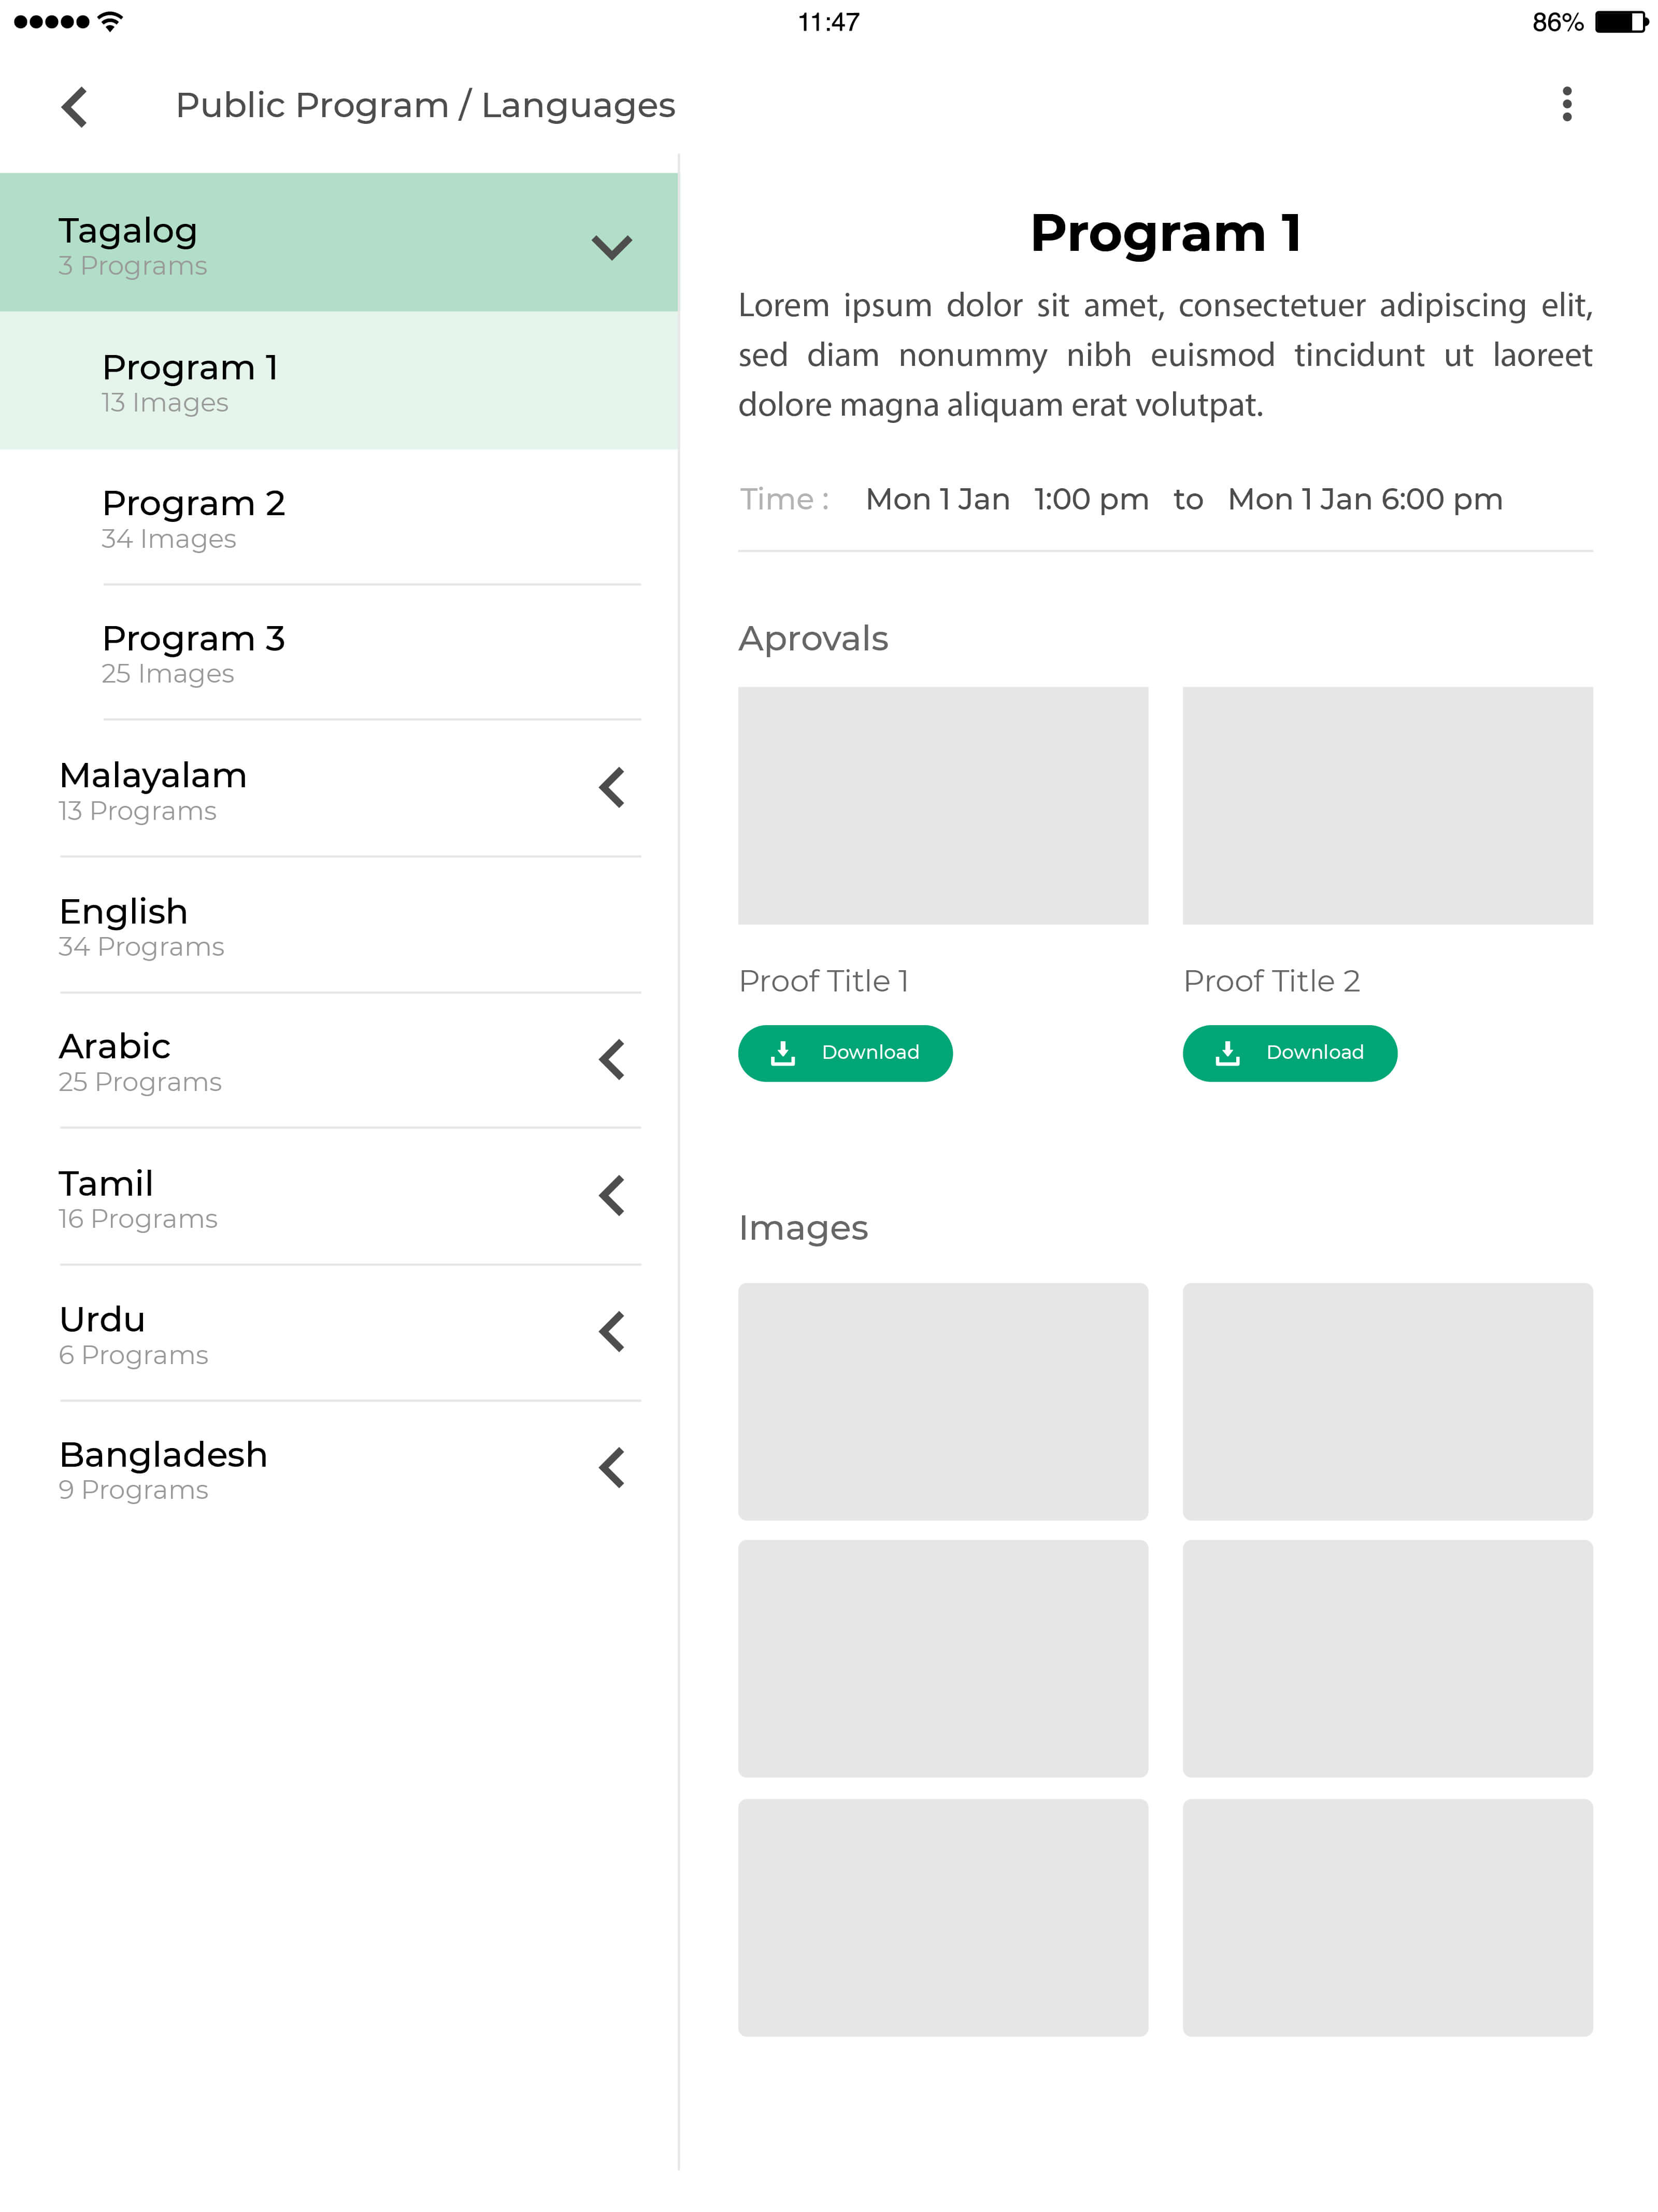 11:47
86%
Public Program / Languages
Tagalog
3 Programs
Program 1
13 Images
Program 2
34 Images
Program 3
25 Images
Malayalam
13 Programs
English
34 Programs
Arabic
25 Programs
Tamil
16 Programs
Urdu
6 Programs
Bangladesh
9 Programs
Program 1
Lorem ipsum dolor sit amet, consectetuer adipiscing elit,
sed diam nonummy nibh euismod tincidunt ut laoreet
dolore magna aliquam erat volutpat.
Time : Mon 1 Jan 1:00 pm to Mon 1 Jan 6:00 pm
Aprovals
Proof Title 1
Download
Proof Title 2
Download
Images